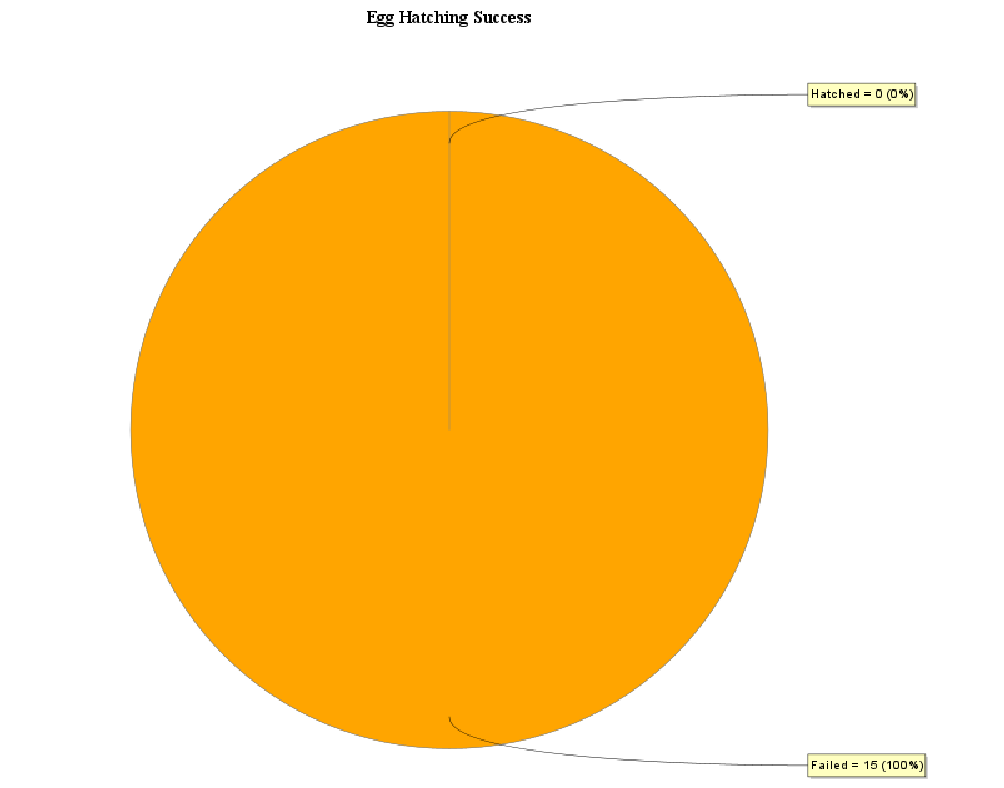 Egg Hatching Success
Hatched = 0 (0%)
Failed = 15 (100%)